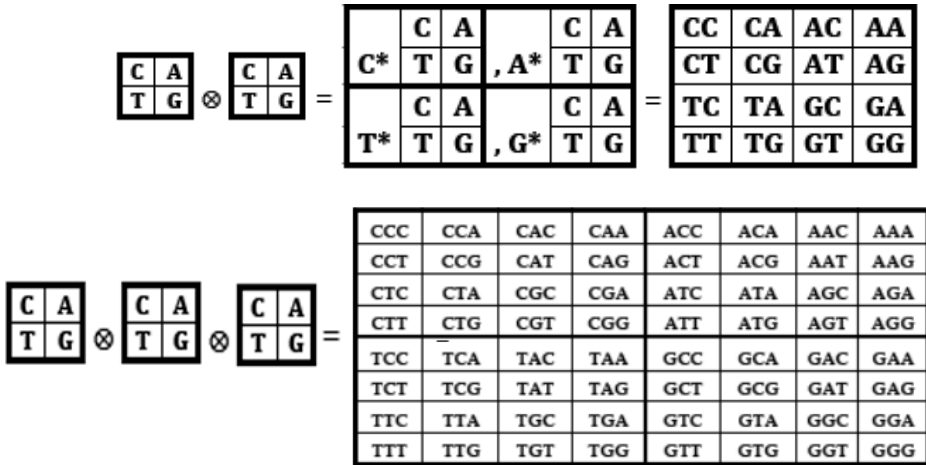 C A C A CC CA AC AA
C A C A C* T G , A* T G CT CG AT AG
T G ⊗ T G = C A C A = TC TA GC GA
T* T G , G* T G TT TG GT GG
CCC CCA CAC CAA ACC ACA AAC AAA
CCT CCG CAT CAG ACT ACG AAT AAG
C A C A C A CTC CTA CGC CGA ATC ATA AGC AGA
T G ⊗ T G ⊗ T G = CTT CTG CGT CGG ATT ATG AGT AGG
TCC TCA TAC TAA GCC GCA GAC GAA
TCT TCG TAT TAG GCT GCG GAT GAG
TTC TTA TGC TGA GTC GTA GGC GGA
TTT TTG TGT TGG GTT GTG GGT GGG